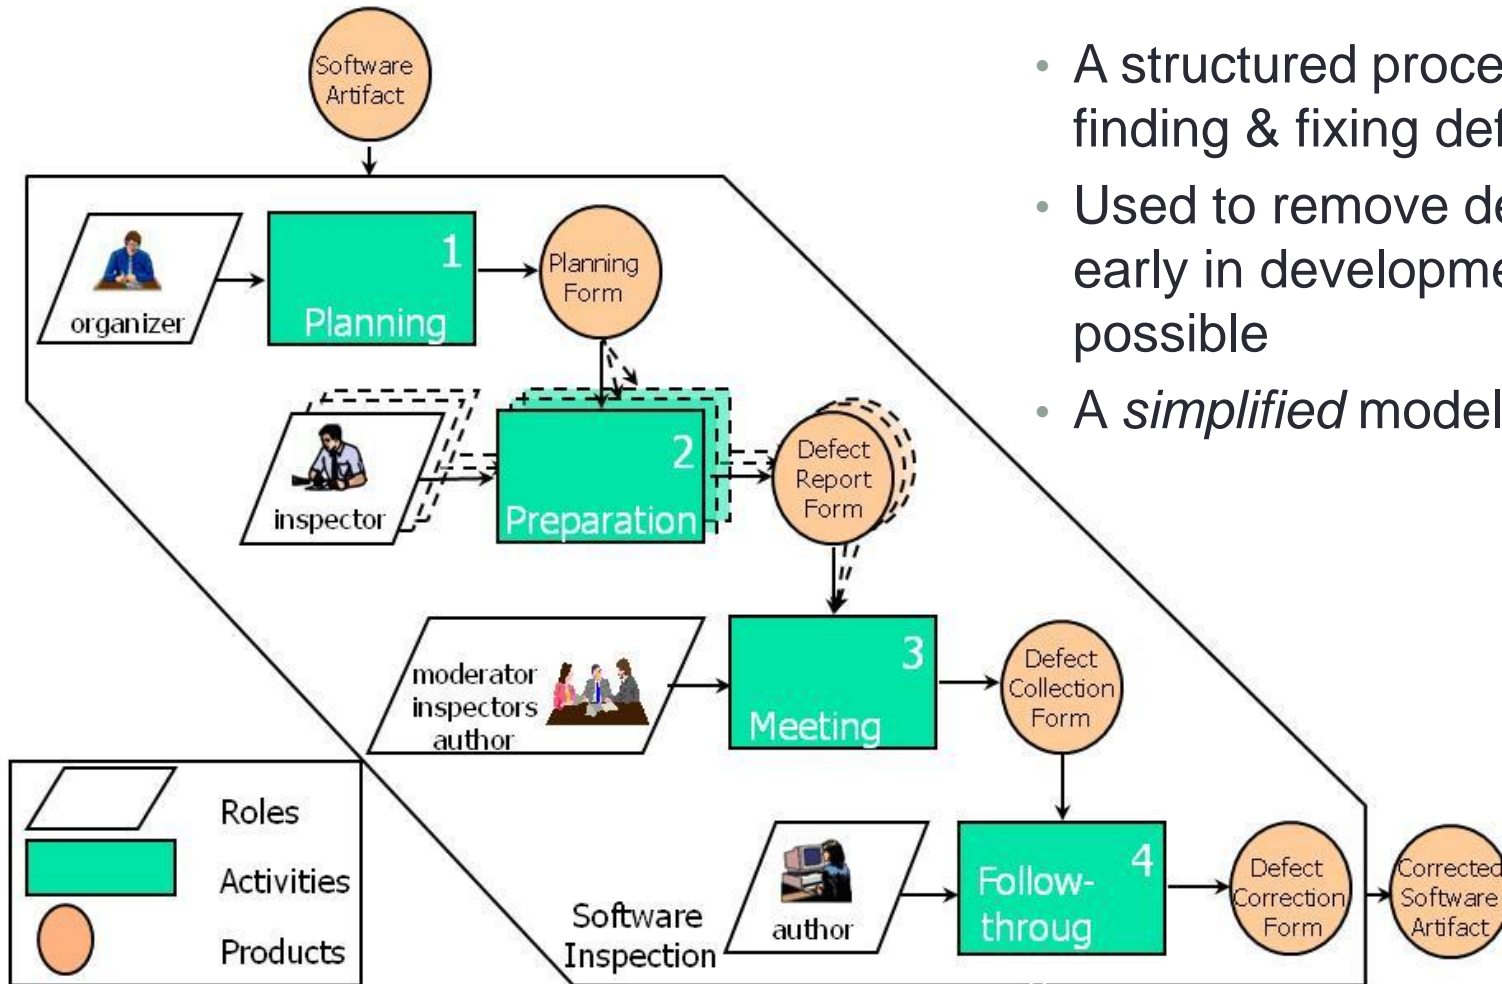 Software
Artifact
• A structured proce
finding & fixing def
• Used to remove de
early in developme
possible
• A simplified model
organizer
1
Planning
Planning
Form
inspector
2
Preparation
Defect
Report
Form
moderator
inspectors
author
3
Meeting
Defect
Collection
Form
Roles
Activities
Products
Software
Inspection
author
4
Follow-
throug
Defect
Correction
Form
Corrected
Software
Artifact